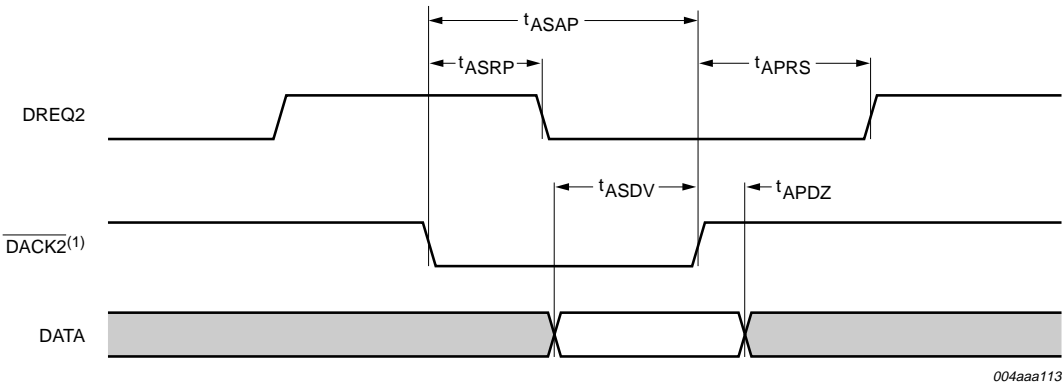 tASAP
tASRP
tAPRS
DREQ2
tASDV
tAPDZ
DACK2(1)
DATA
004aaa113